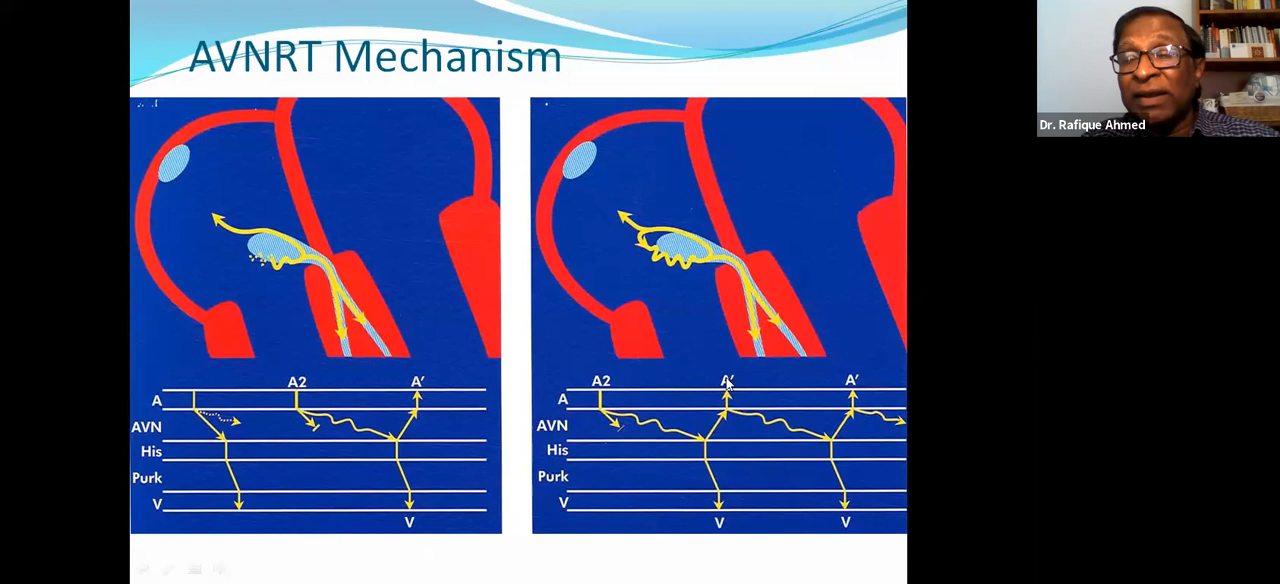 AVNRT Mechanism
Dr. Rafique Ahmed
A2 A′
A
AVN
His
Purk
V
V
A2 A′ A′
A
AVN
His
Purk
V
V V